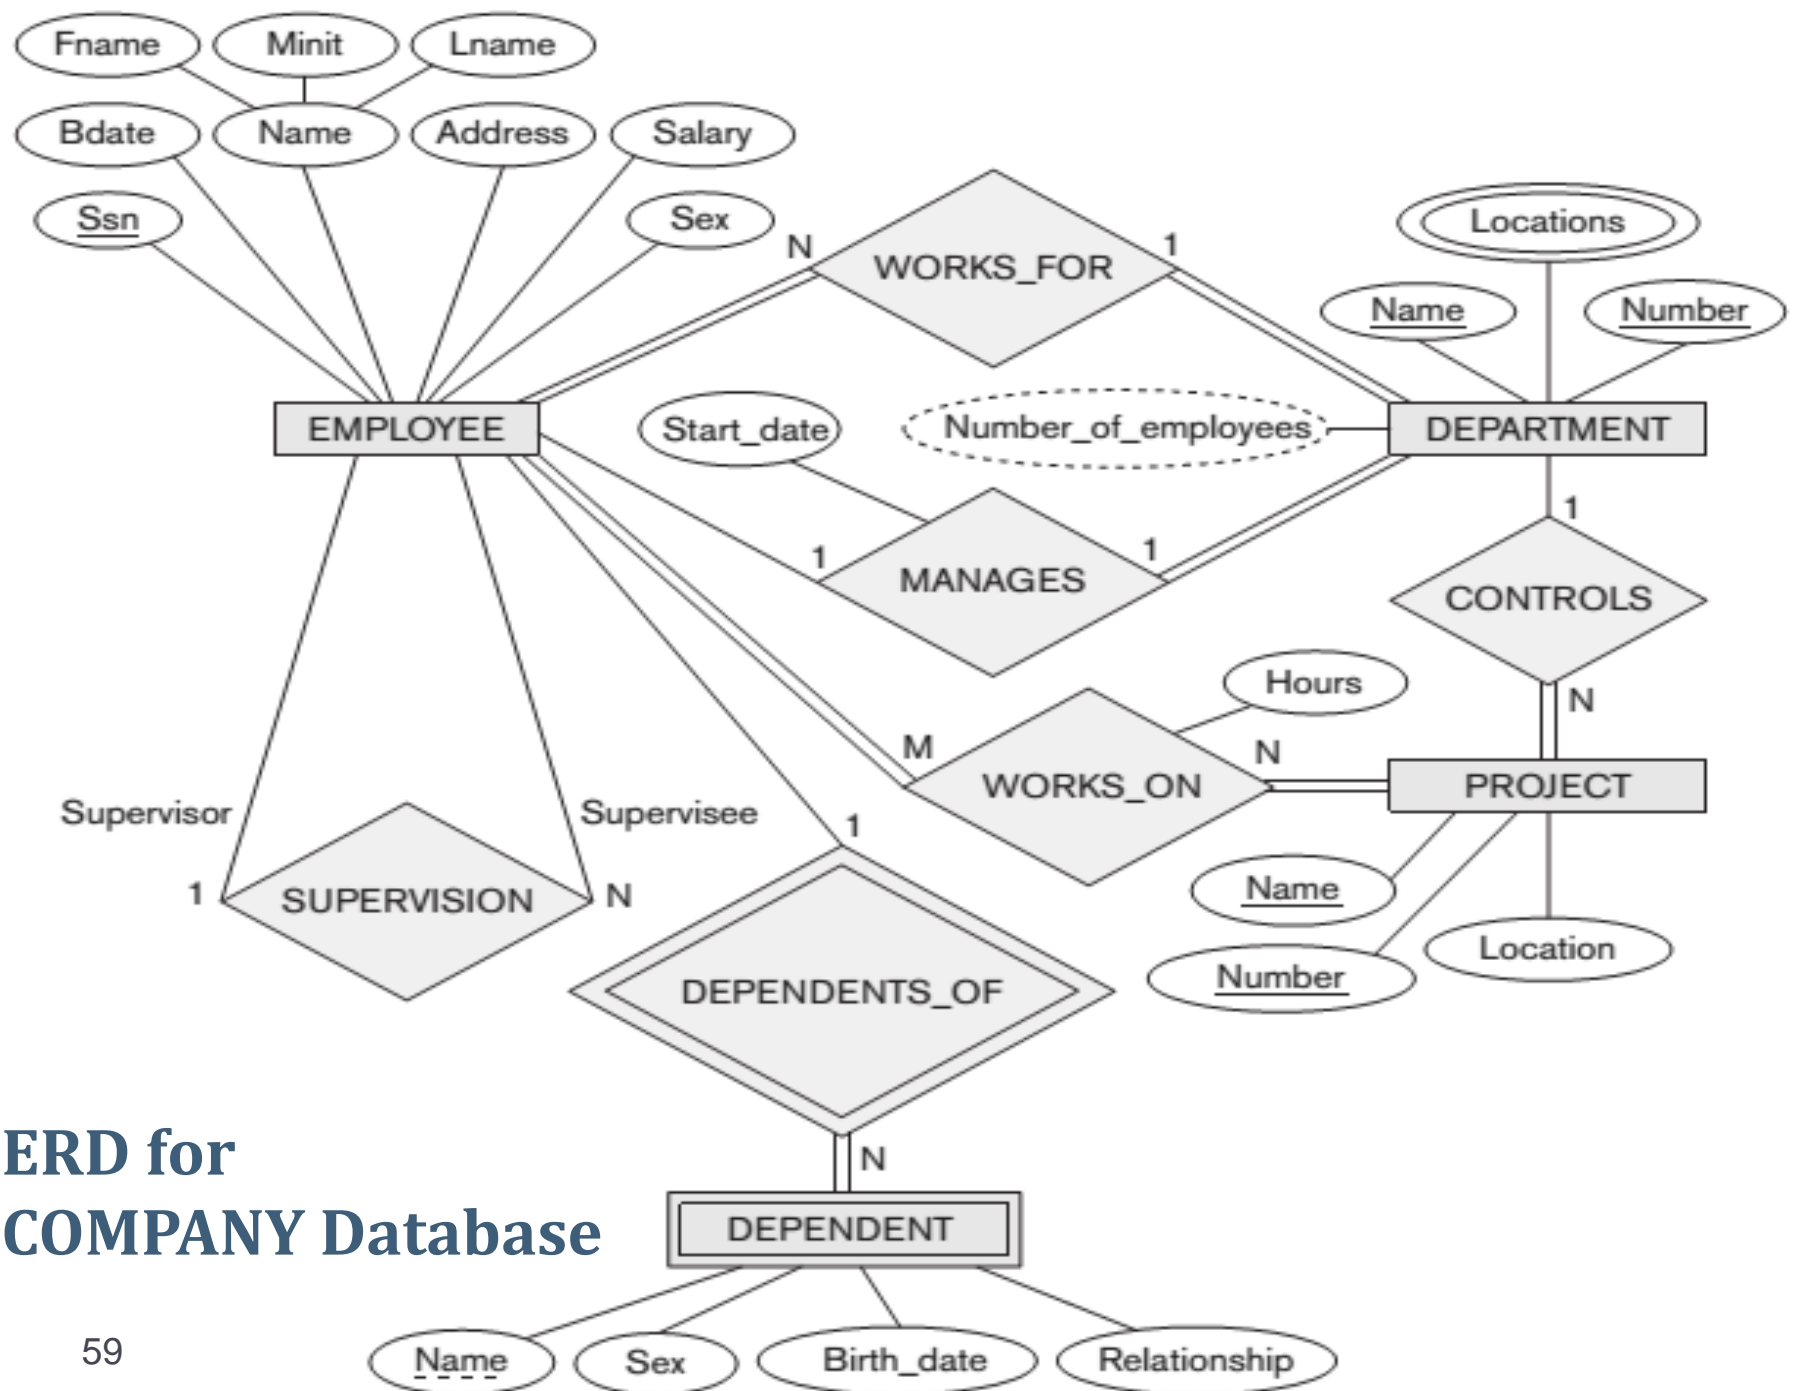 Fname
Minit
Lname
Bdate
Name
Address
Salary
Ssn
Sex
N
WORKS_FOR
1
Locations
Name
Number
EMPLOYEE
Start_date
Number_of_employees
DEPARTMENT
1
MANAGES
1
1
CONTROLS
N
Hours
M
WORKS_ON
N
PROJECT
Supervisor
Supervisee
1
SUPERVISION
N
1
Name
Number
Location
DEPENDENTS_OF
N
ERD for
COMPANY Database
DEPENDENT
59
Name
Sex
Birth_date
Relationship